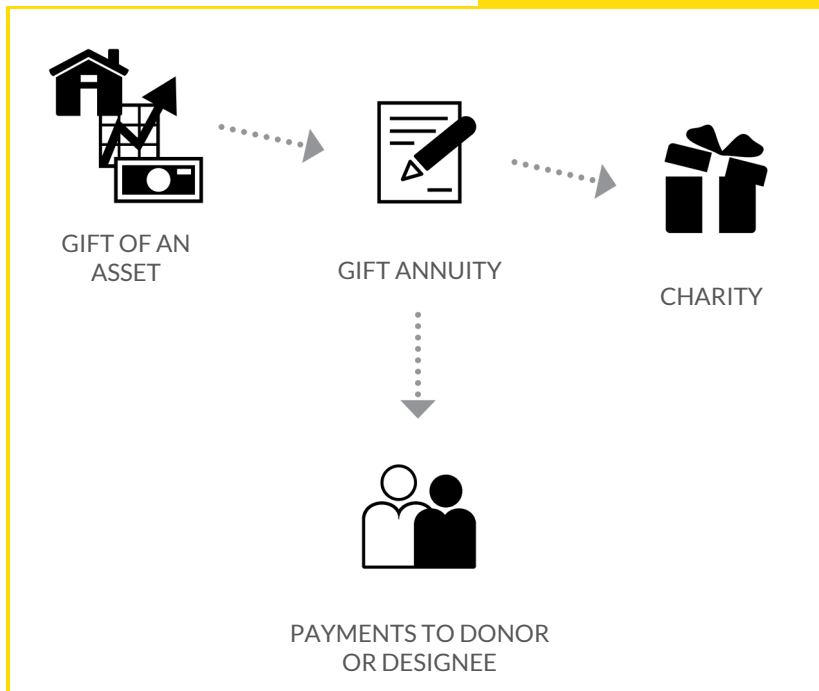 GIFT OF AN
ASSET
GIFT ANNUITY
CHARITY
PAYMENTS TO DONOR
OR DESIGNEE